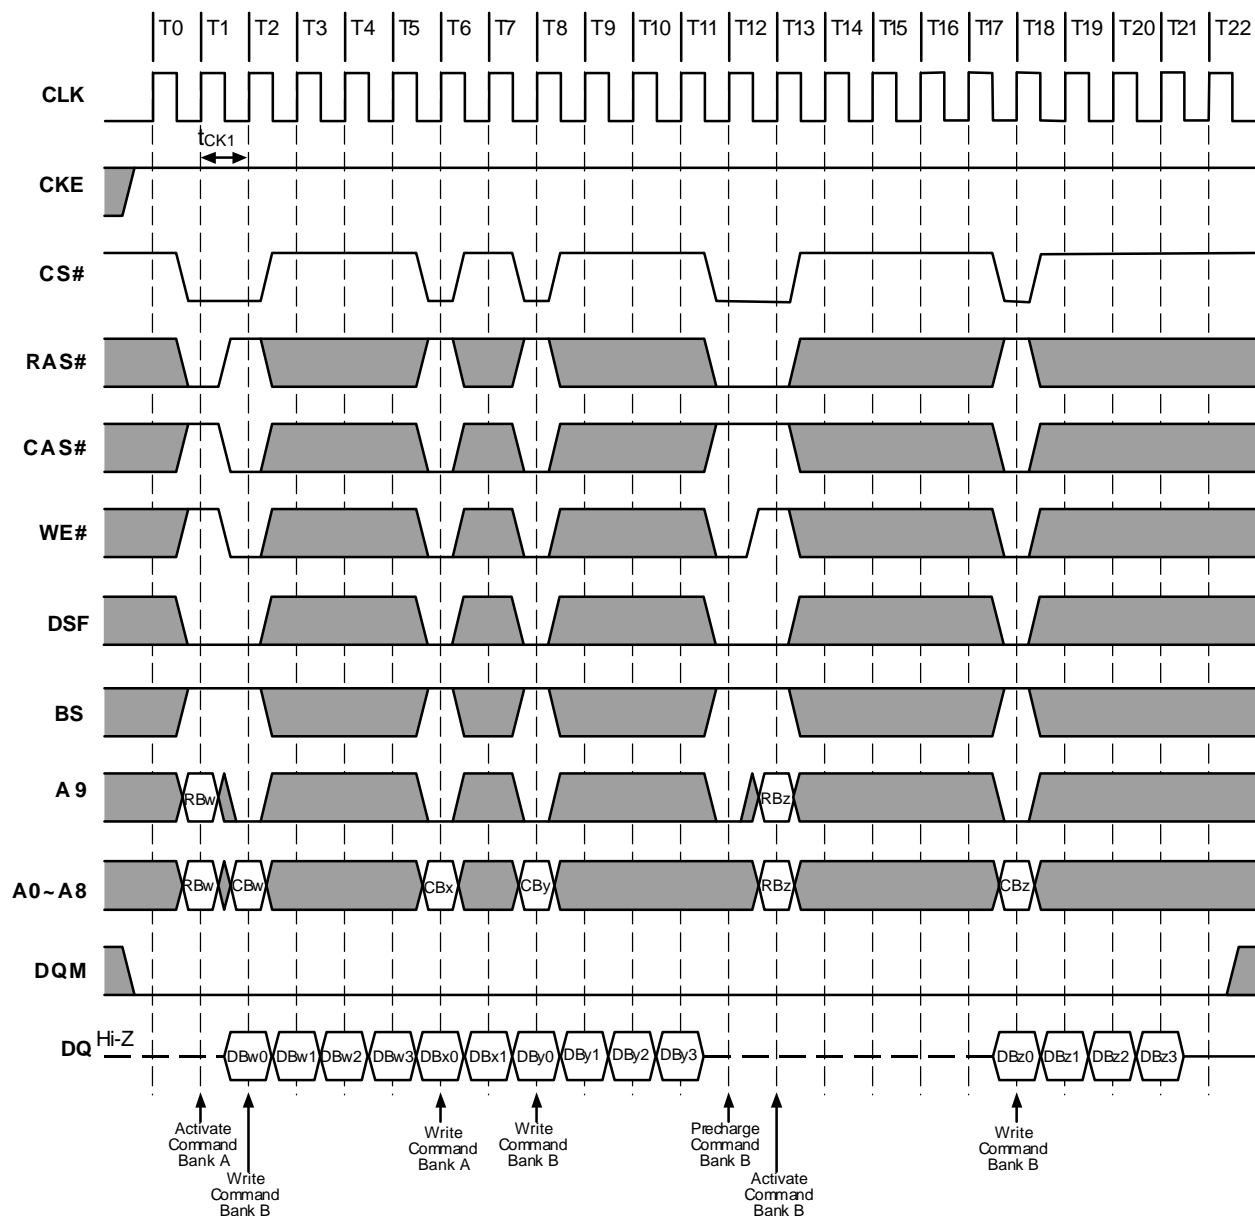 T0 T1 T2 T3 T4 T5 T6 T7 T8 T9 T10 T11 T12 T13 T14 T15 T16 T17 T18 T19 T20 T21 T22
CLK
tCK1
CKE
CS#
RAS#
CAS#
WE#
DSF
BS
A9 RBw RBz
A0~A8 RBw CBw CBx CBy RBz CBz
DQM
DQ Hi-Z DBw0 DBw1 DBw2 DBw3 DBx0 DBx1 DBy0 DBy1 DBy2 DBy3 DBz0 DBz1 DBz2 DBz3
Activate
Command
Bank A
Write
Command
Bank B
Write
Command
Bank A
Write
Command
Bank B
Precharge
Command
Bank B
Activate
Command
Bank B
Write
Command
Bank B